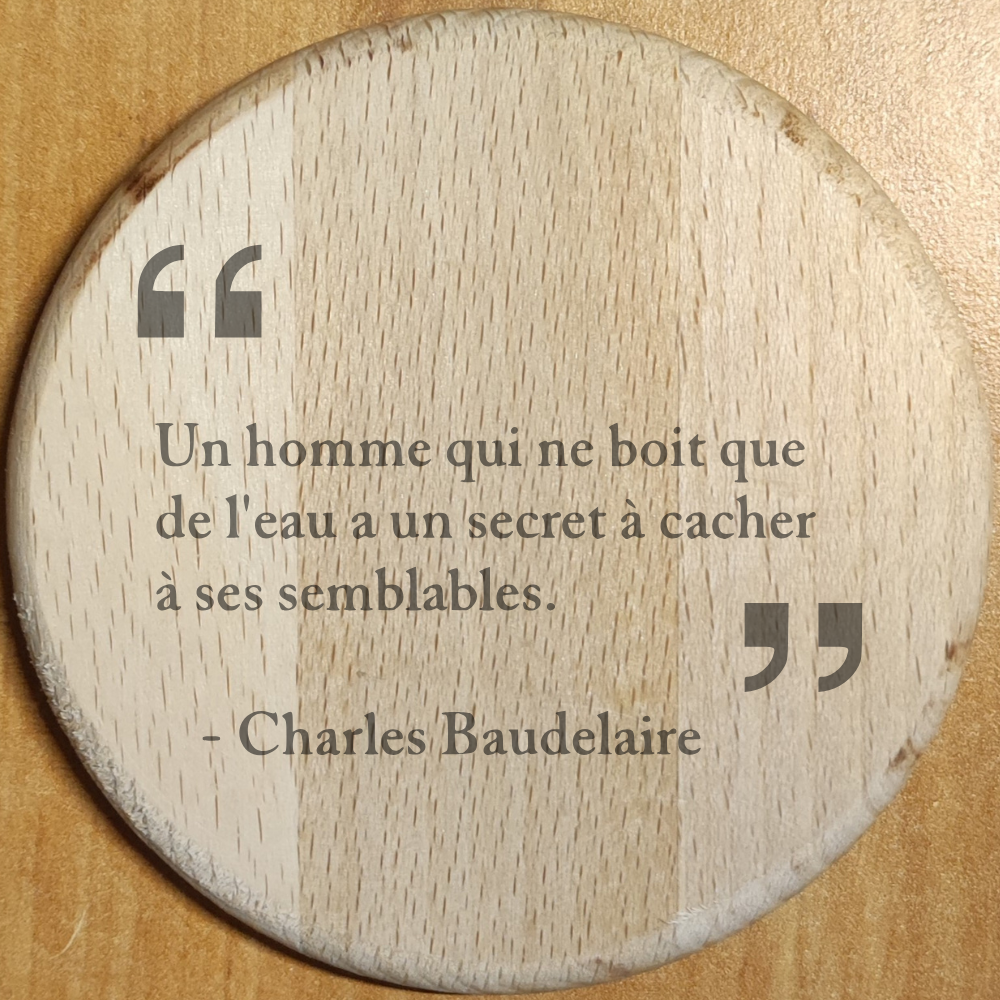 “
Un homme qui ne boit que
de l'eau a un secret à cacher
à ses semblables.
”
- Charles Baudelaire